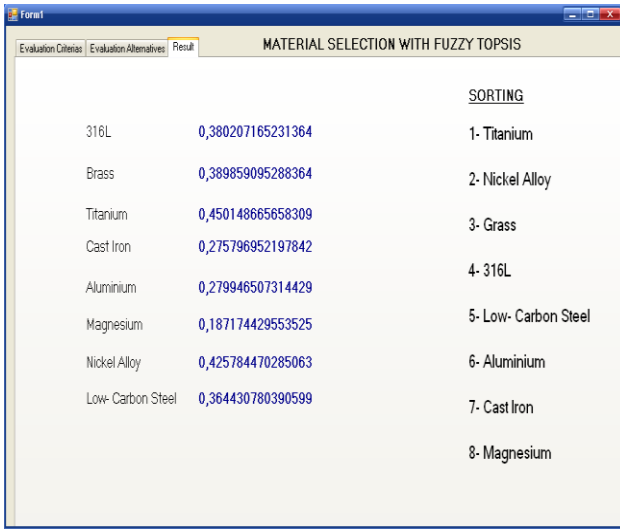 Form1
Evaluation Criterias Evaluation Alternatives Result
MATERIAL SELECTION WITH FUZZY TOPSIS
316L 0,380207165231364
Brass 0,389859095288364
Titanium 0,450148665658309
Cast Iron 0,275796952197842
Aluminium 0,279946507314429
Magnesium 0,187174429553525
Nickel Alloy 0,425784470285063
Low- Carbon Steel 0,364430780390599
SORTING
1- Titanium
2- Nickel Alloy
3- Grass
4- 316L
5- Low- Carbon Steel
6- Aluminium
7- Cast Iron
8- Magnesium